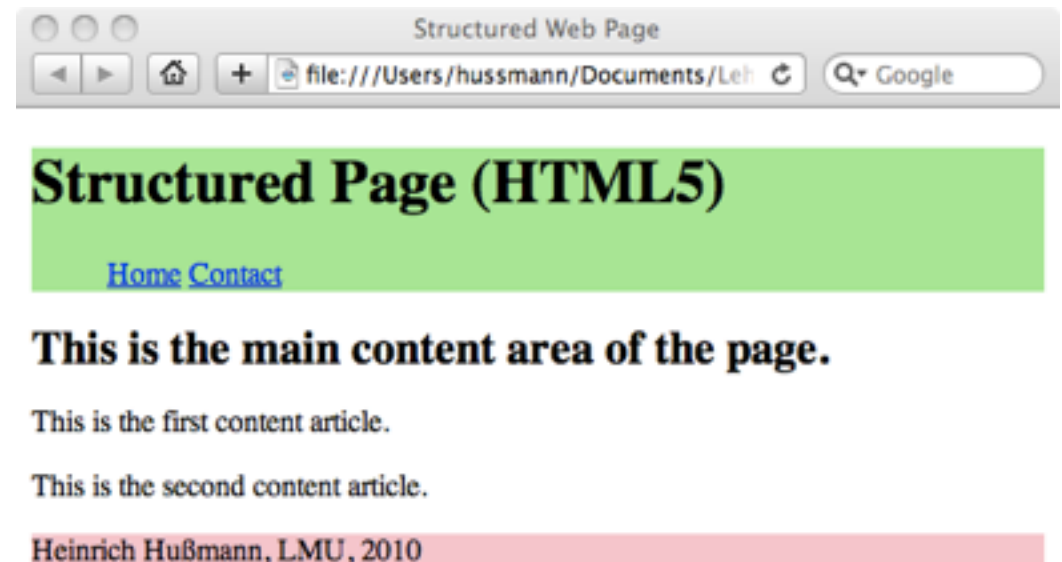 Structured Web Page
file:///Users/hussmann/Documents/Leh
Google
Structured Page (HTML5)
Home Contact
This is the main content area of the page.
This is the first content article.
This is the second content article.
Heinrich Hußmann, LMU, 2010